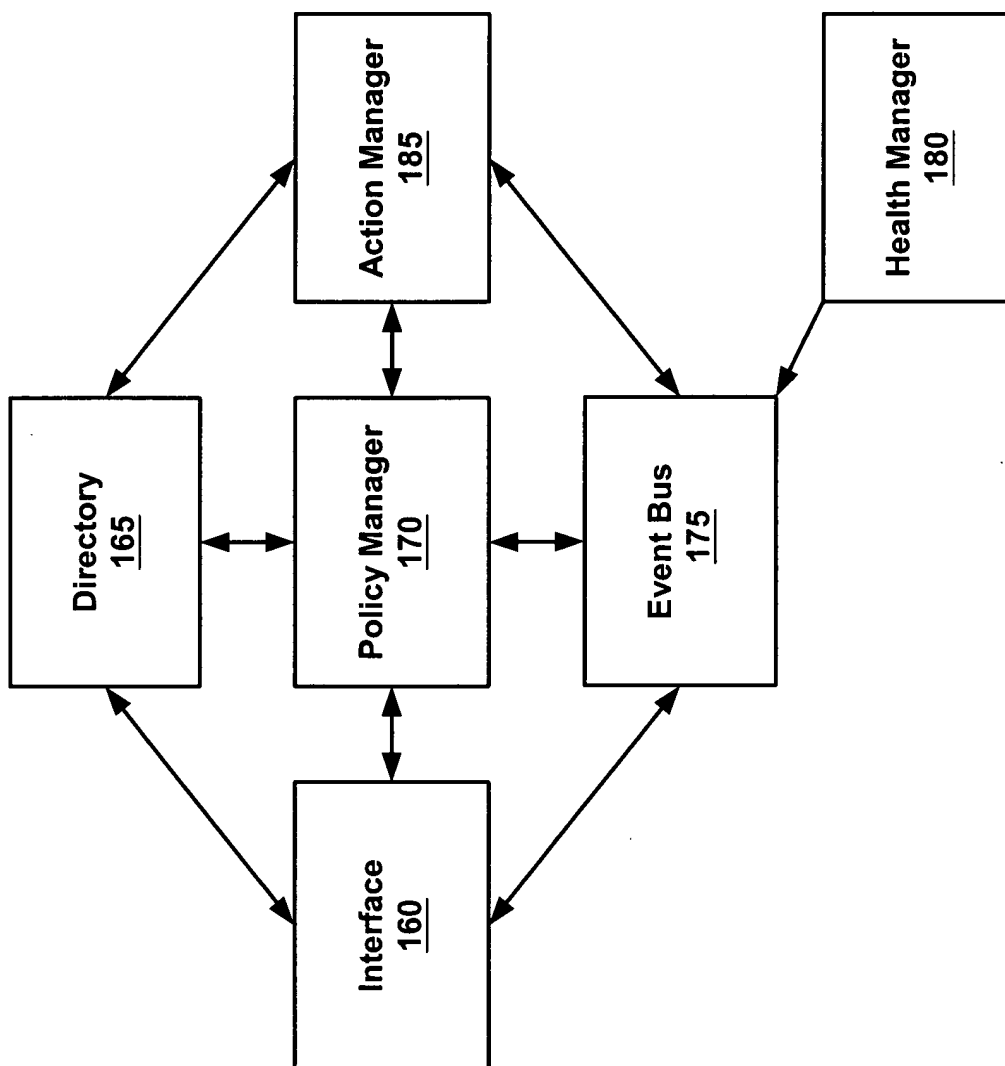 Directory
165
Interface
160
Policy Manager
170
Action Manager
185
Event Bus
175
Health Manager
180